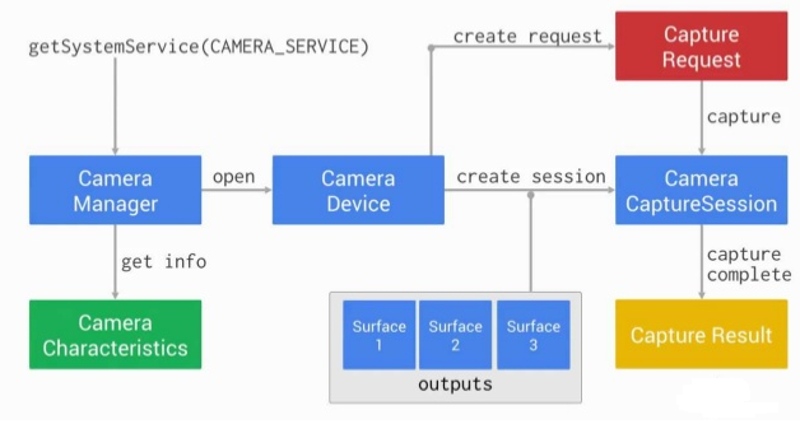 getSystemService(CAMERA_SERVICE)
create request
Capture
Request
capture
Camera
Manager
open
Camera
Device
create session
Camera
CaptureSession
get info
capture
complete
Camera
Characteristics
Surface
1
Surface
2
Surface
3
outputs
Capture Result